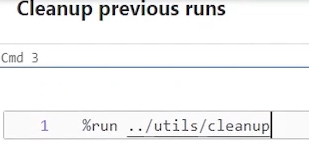 Cleanup previous runs
Cmd 3
1 %run ../utils/cleanup